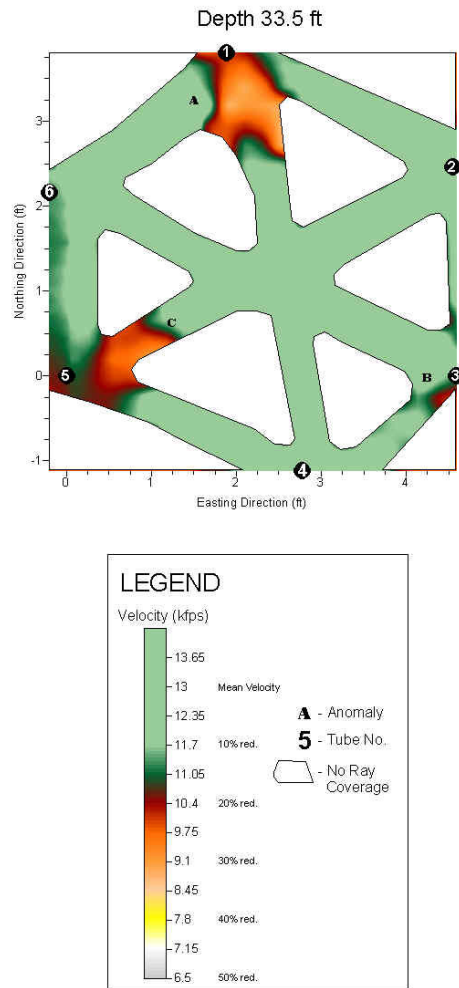 Depth 33.5 ft
1
A
3
2
2
6
Northing Direction (ft)
1
C
0
5
B
3
-1
4
0
1
2
3
4
Easting Direction (ft)
LEGEND
Velocity (kfps)
13.65
13 Mean Velocity
12.35
11.7 10% red.
11.05
10.4 20% red.
9.75
9.1 30% red.
8.45
7.8 40% red.
7.15
6.5 50% red.
A - Anomaly
5 - Tube No.
- No Ray
Coverage